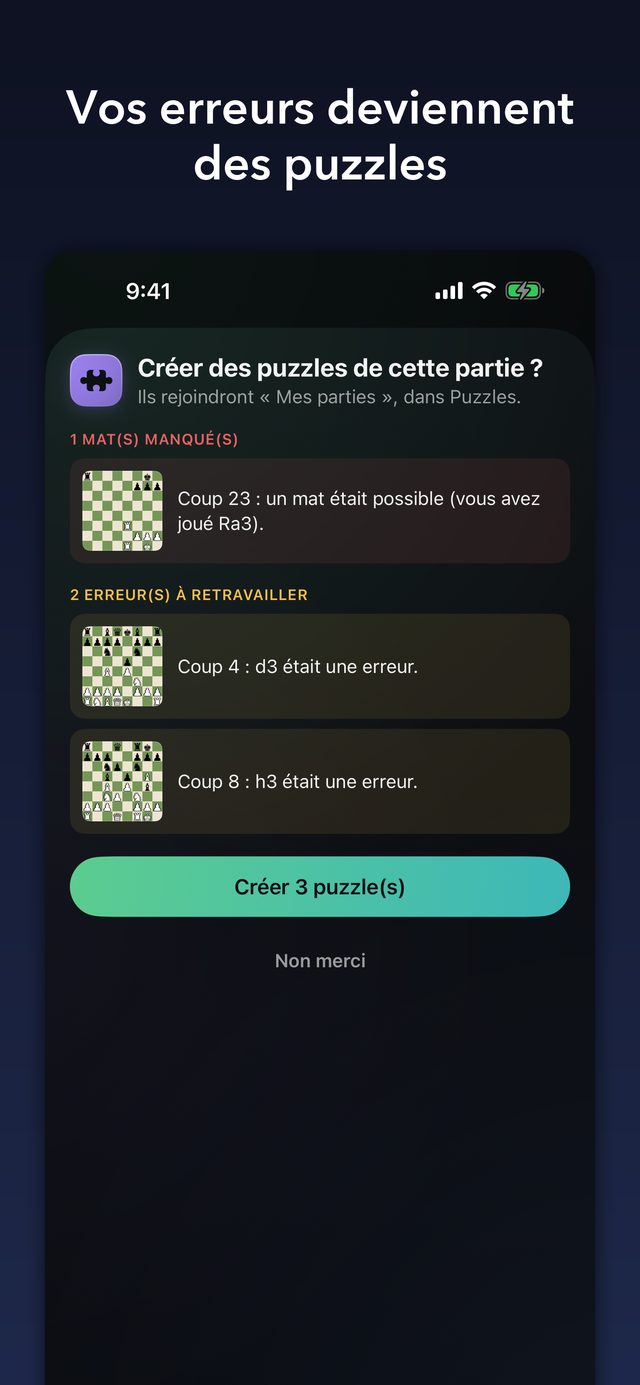 Vos erreurs deviennent
des puzzles
9:41
Créer des puzzles de cette partie ?
Ils rejoindront « Mes parties », dans Puzzles.
1 MAT(S) MANQUÉ(S)
Coup 23 : un mat était possible (vous avez
joué Ra3).
2 ERREUR(S) À RETRAVAILLER
Coup 4 : d3 était une erreur.
Coup 8 : h3 était une erreur.
Créer 3 puzzle(s)
Non merci